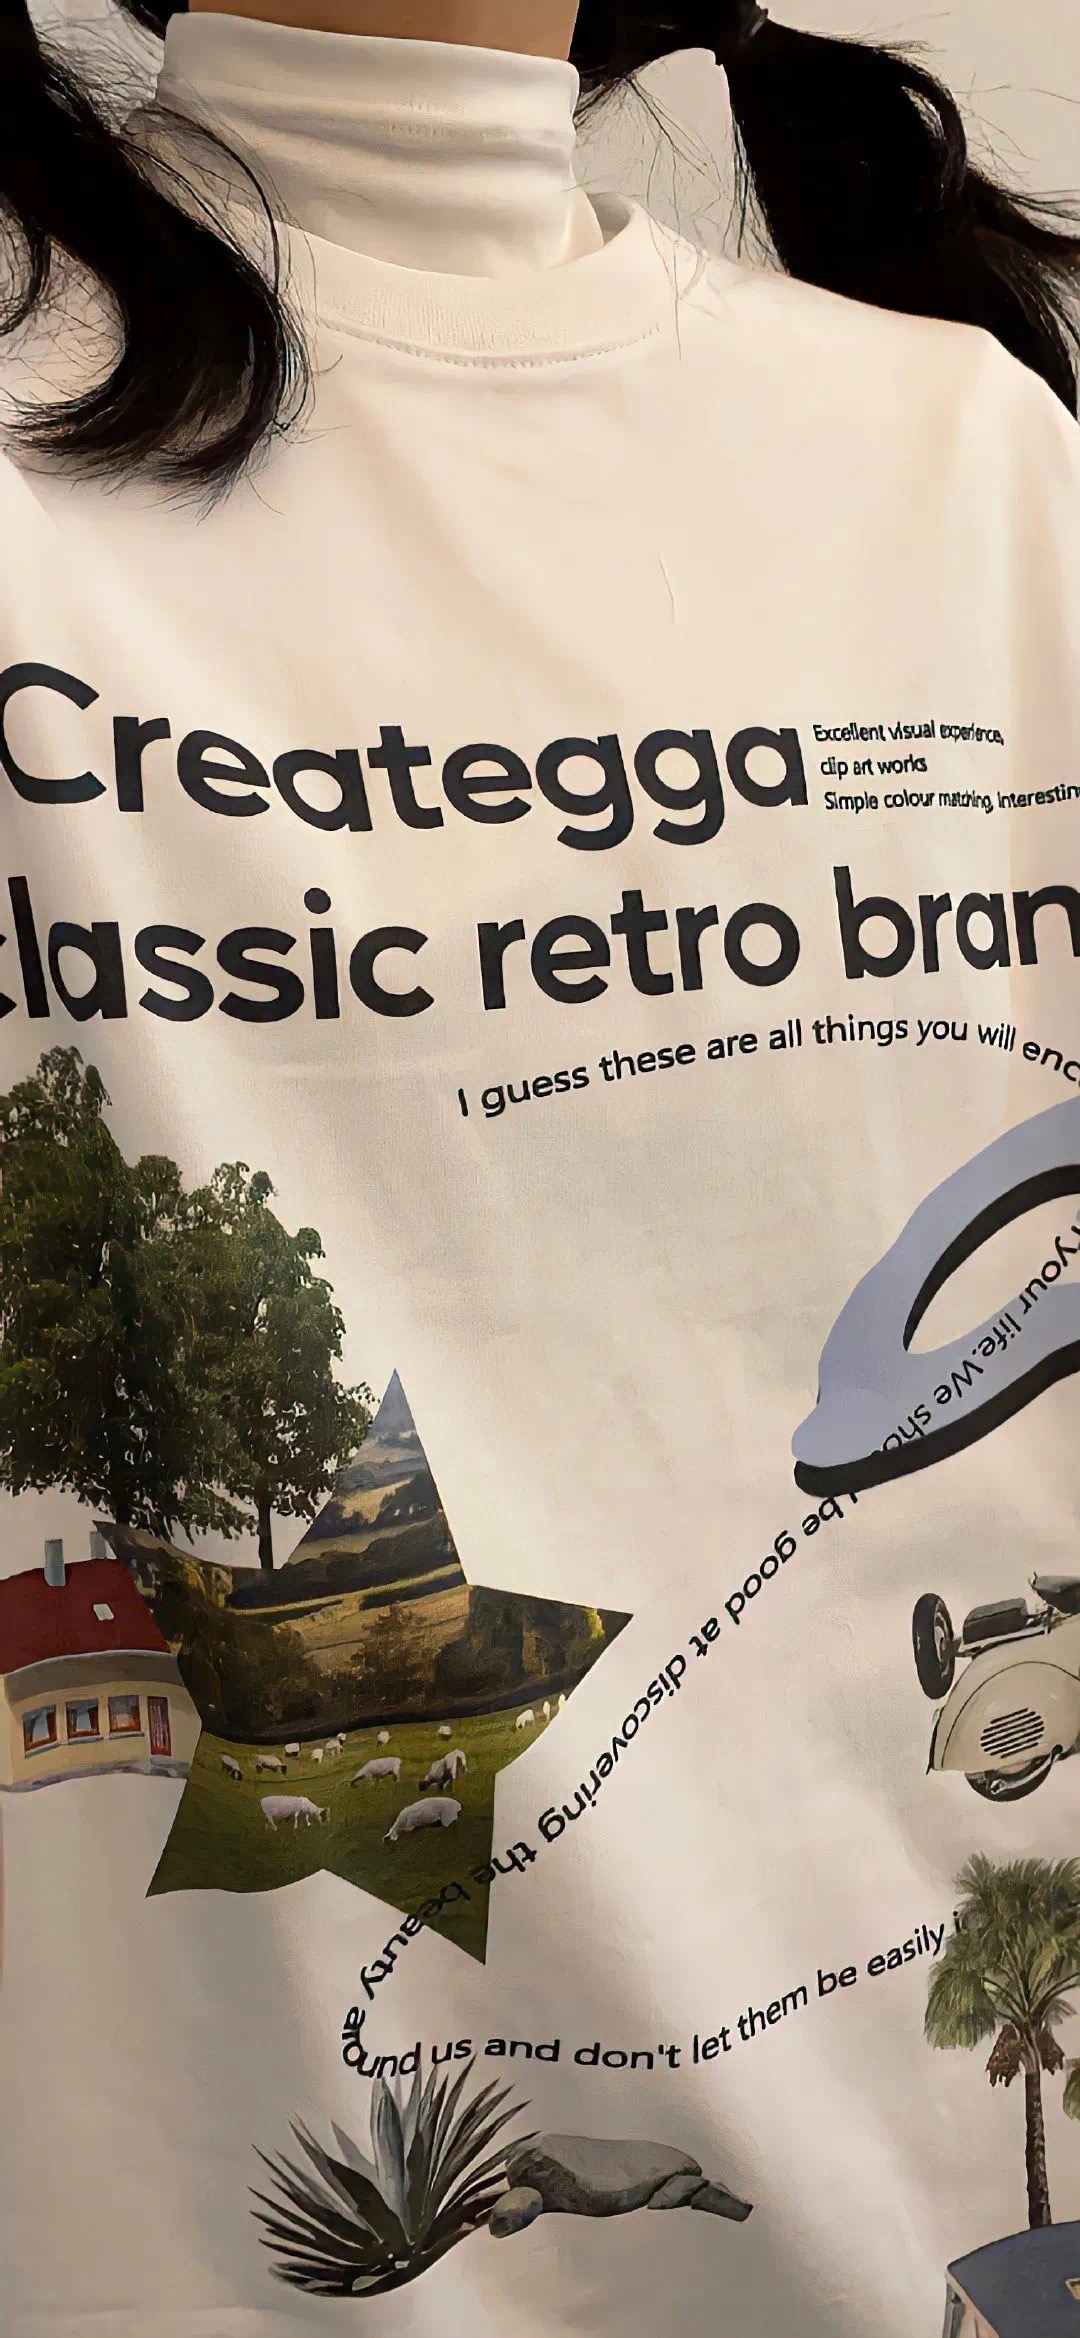 Creategga
Excellent visual experience,
clip art works
Simple colour matching, Interestin
classic retro bran
I guess these are all things you will enc
your life. We sho
be good at discovering the beauty around us and don't let them be easily i